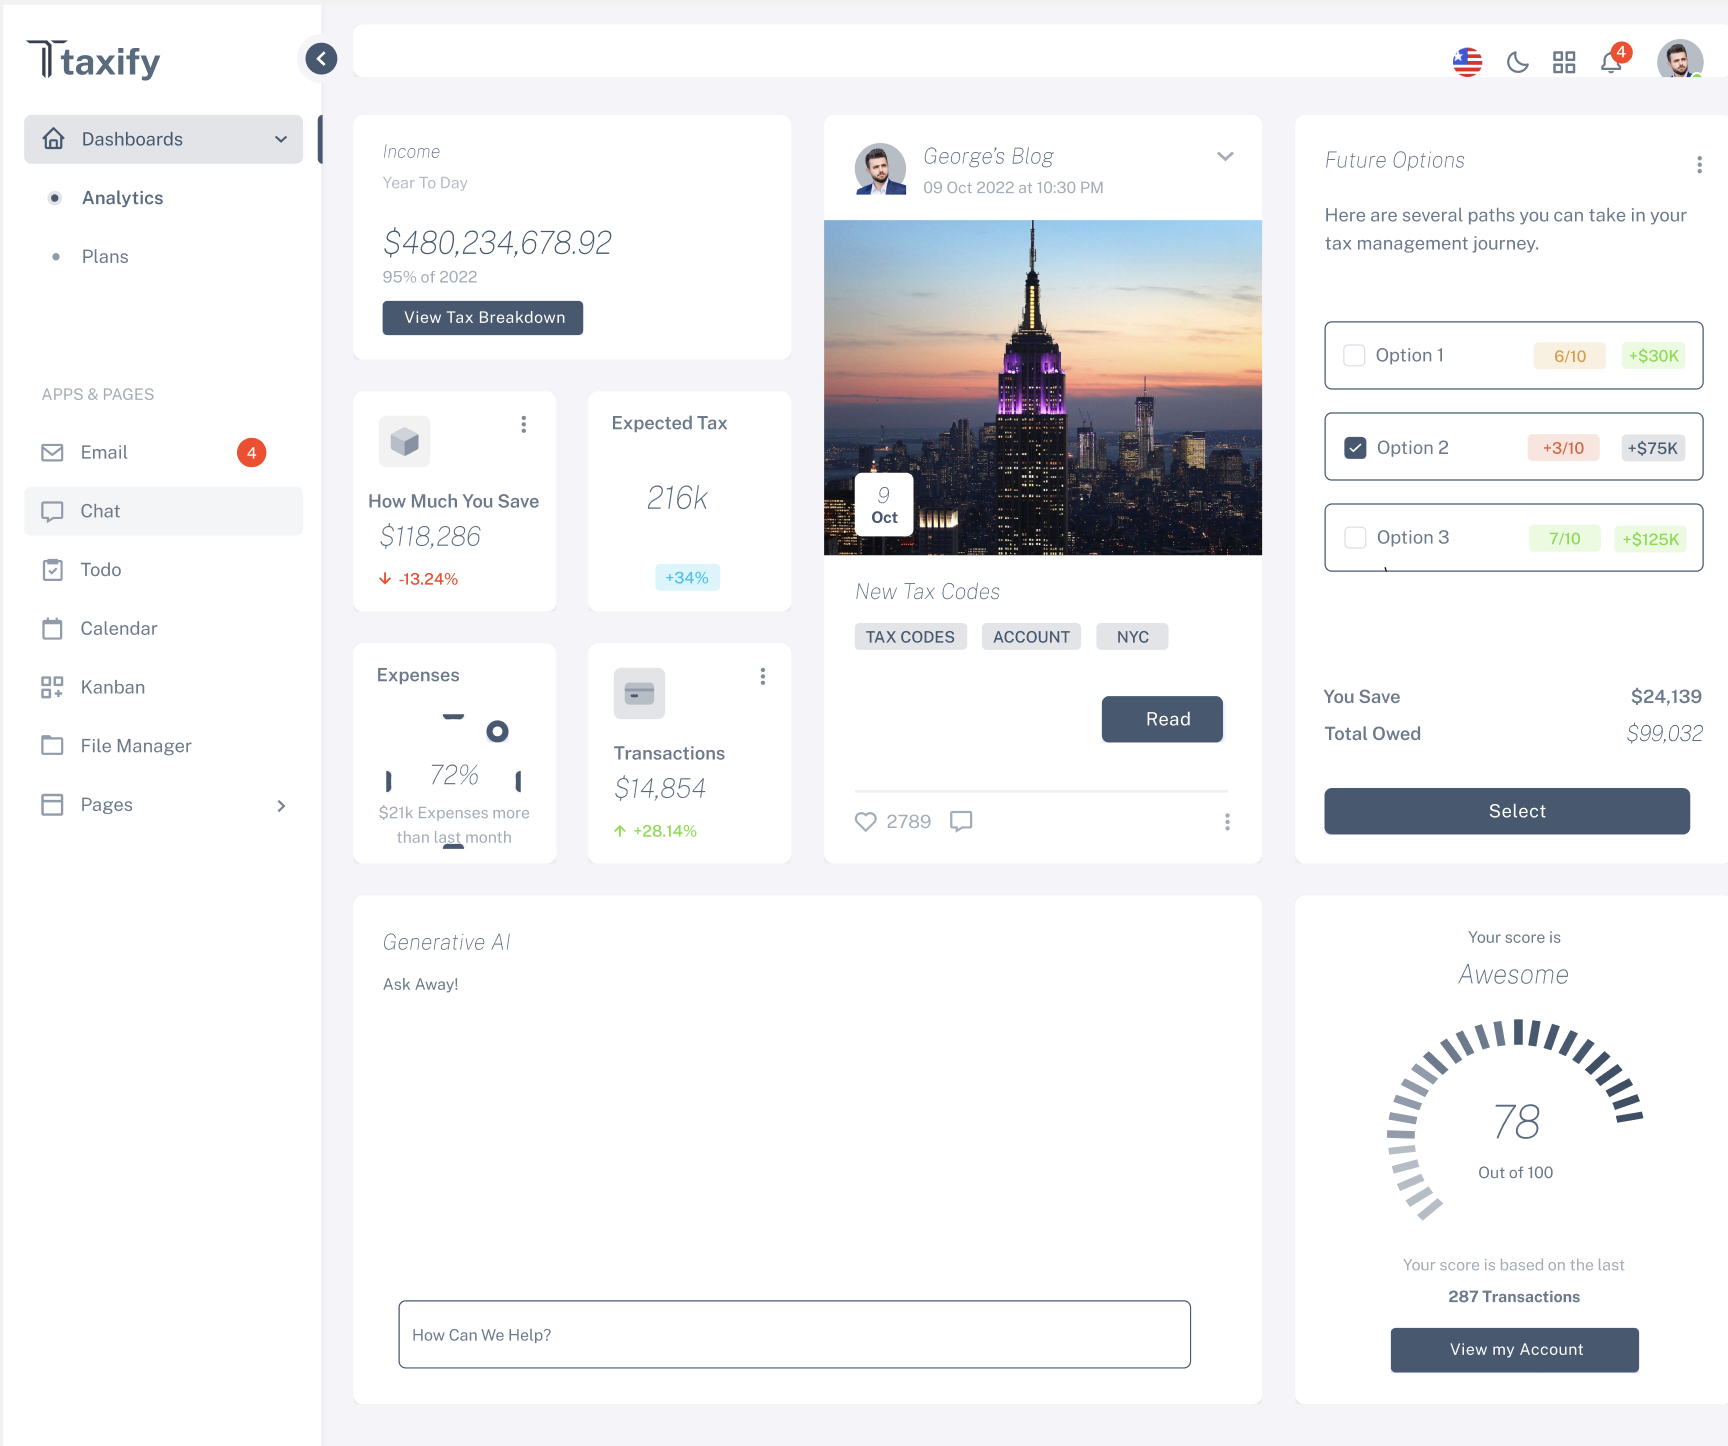 taxify
Dashboards
Analytics
Plans
APPS & PAGES
Email
4
Chat
Todo
Calendar
Kanban
File Manager
Pages
4
Income
Year To Day
$480,234,678.92
95% of 2022
View Tax Breakdown
How Much You Save
$118,286
-13.24%
Expected Tax
216k
+34%
Expenses
72%
$21k Expenses more
than last month
Transactions
$14,854
+28.14%
George's Blog
09 Oct 2022 at 10:30 PM
9
Oct
New Tax Codes
TAX CODES
ACCOUNT
NYC
Read
2789
Future Options
Here are several paths you can take in your
tax management journey.
Option 1
6/10
+$30K
Option 2
+3/10
+$75K
Option 3
7/10
+$125K
You Save
$24,139
Total Owed
$99,032
Select
Generative AI
Ask Away!
How Can We Help?
Your score is
Awesome
78
Out of 100
Your score is based on the last
287 Transactions
View my Account